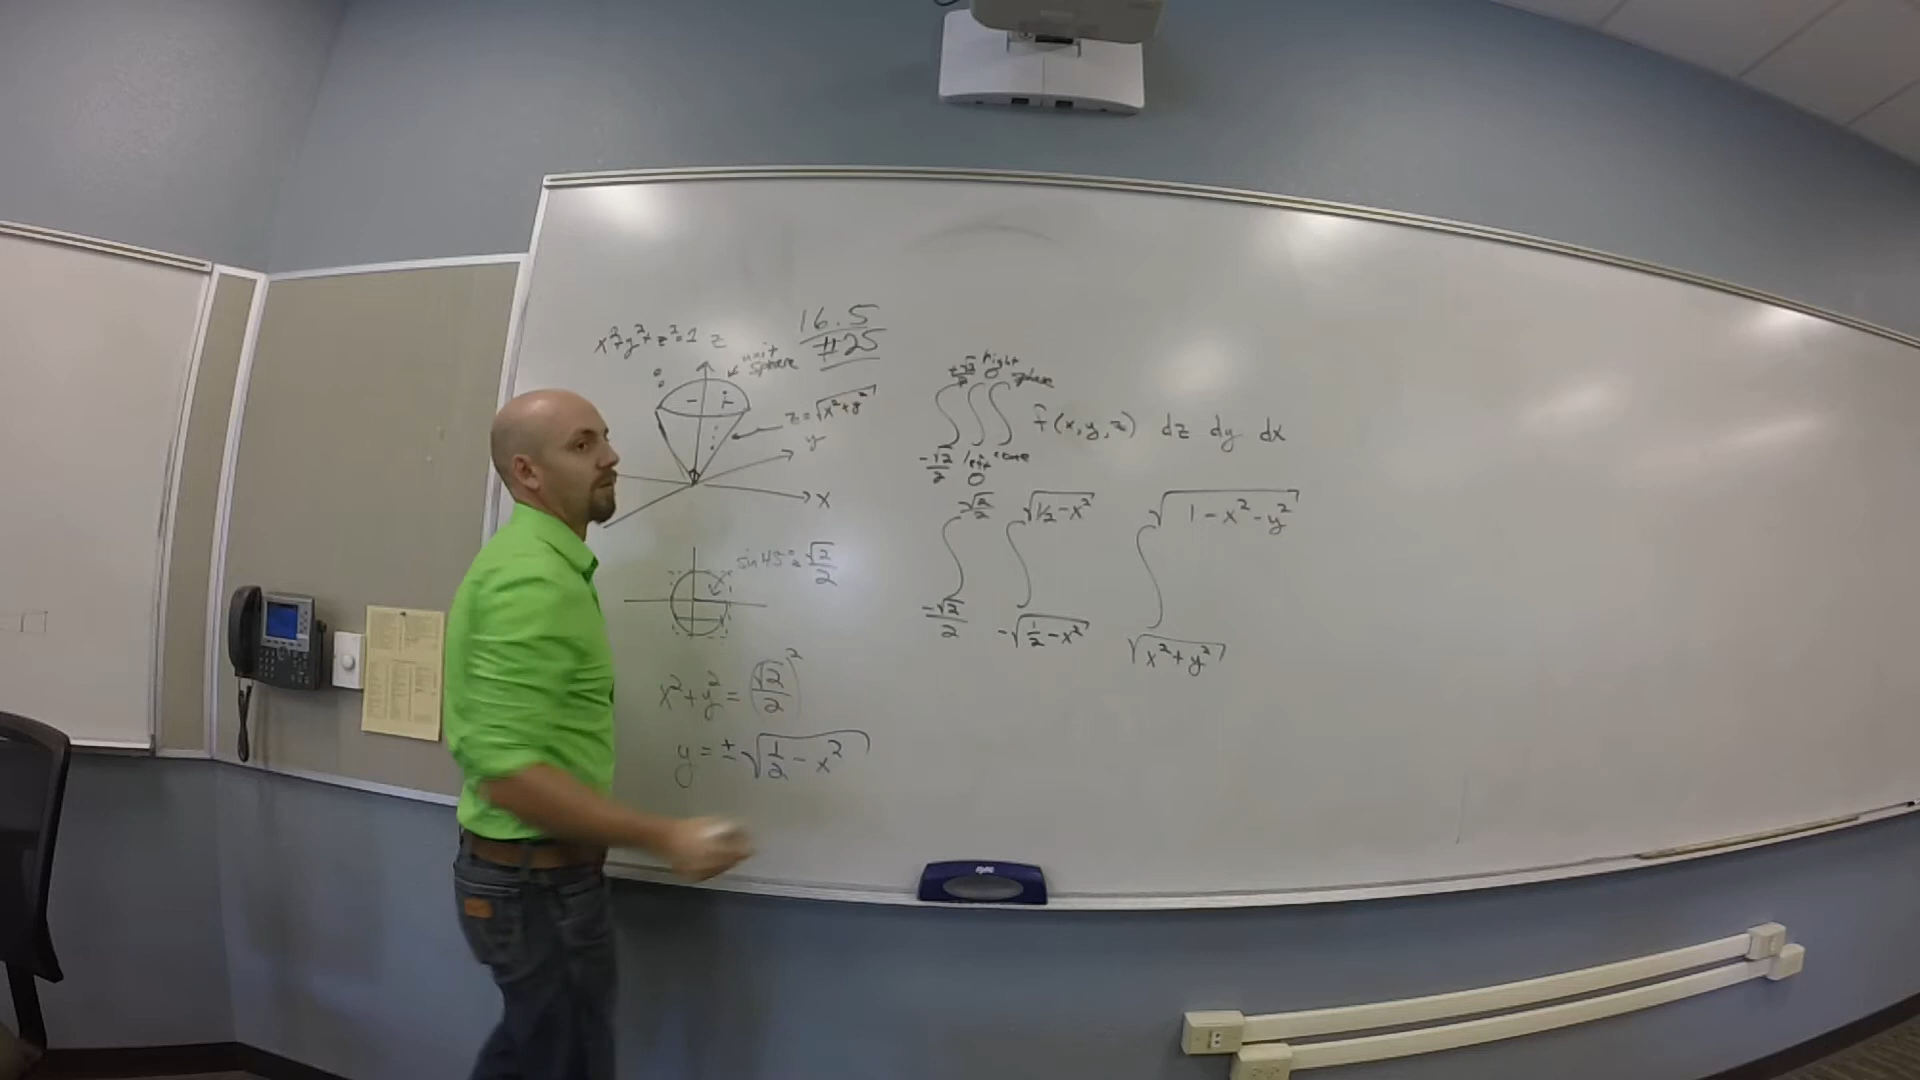 16.5
#25
x²+y²+z²=1
z
unit
sphere
z = √(x²+y²)
y
x
sin 45° = √2/2
x² + y² = (√2/2)²
y = ± √(1/2 - x²)
right
sphere
∫∫∫ f(x,y,z) dz dy dx
-√2/2 left cone
√2/2 √(1/2 - x²) √(1 - x² - y²)
∫ ∫ ∫
-√2/2 -√(1/2 - x²) √(x² + y²)